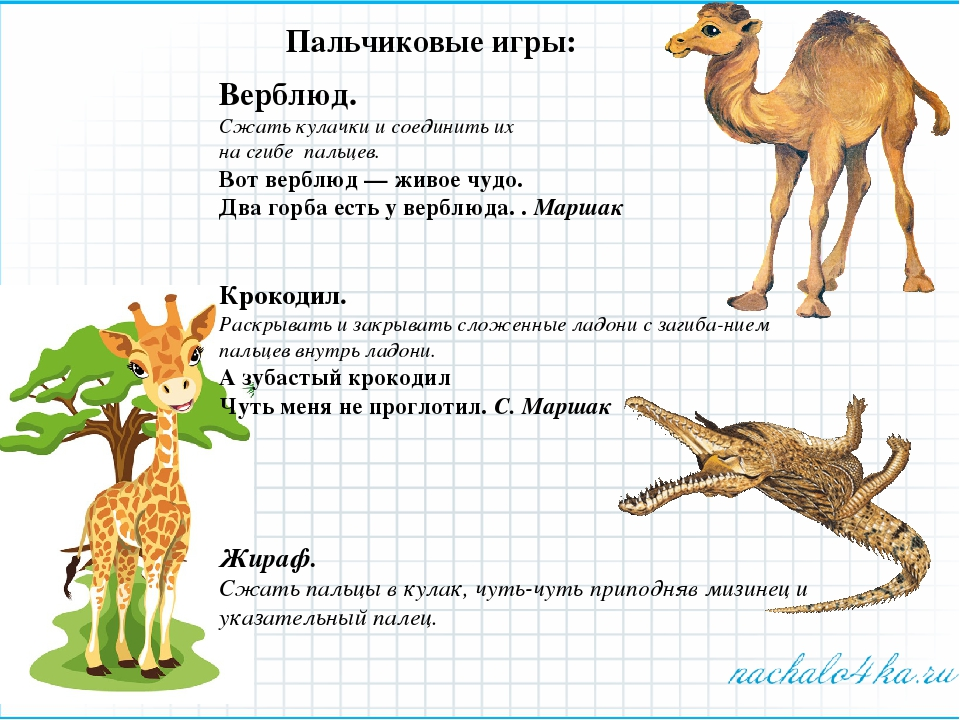 Пальчиковые игры:
Верблюд.
Сжать кулачки и соединить их
на сгибе пальцев.
Вот верблюд — живое чудо.
Два горба есть у верблюда. . Маршак
Крокодил.
Раскрывать и закрывать сложенные ладони с загиба-нием
пальцев внутрь ладони.
А зубастый крокодил
Чуть меня не проглотил. С. Маршак
Жираф.
Сжать пальцы в кулак, чуть-чуть приподняв мизинец и
указательный палец.
nachalo4ka.ru